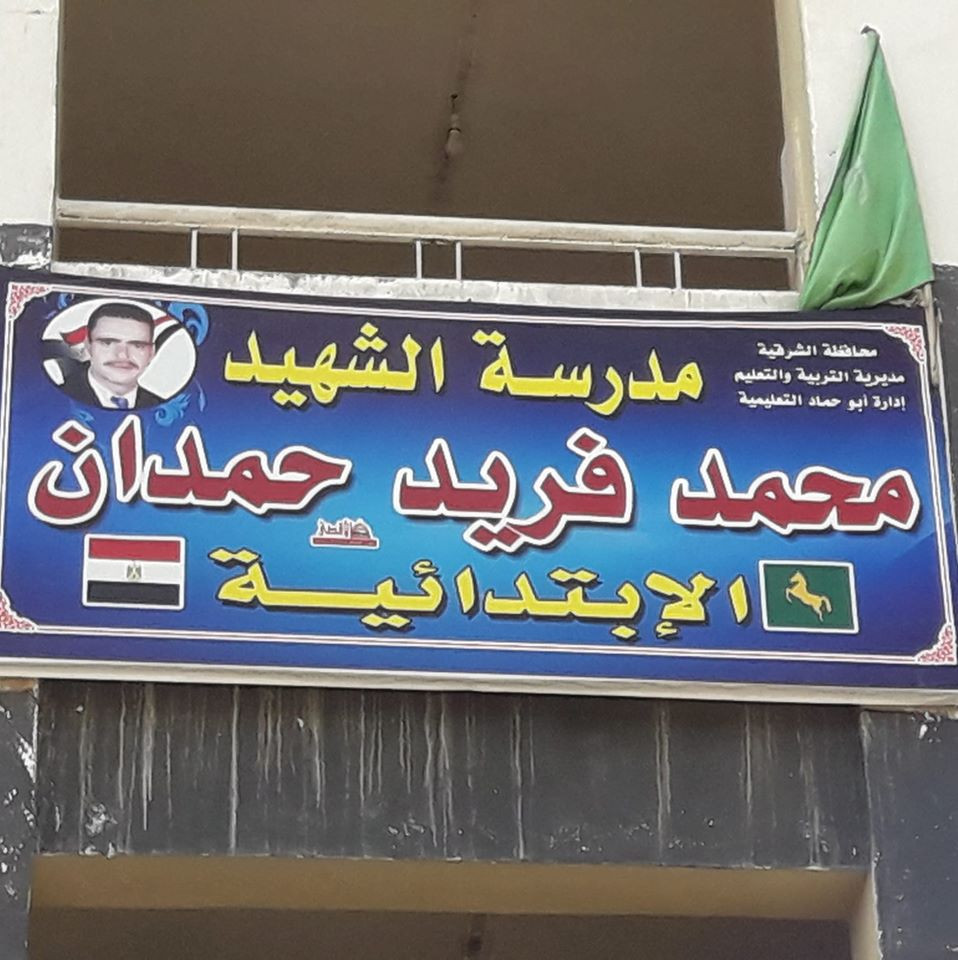 محافظة الشرقية
مديرية التربية والتعليم
إدارة أبو حماد التعليمية
مدرسة الشهيد
محمد فريد حمدان
الإبتدائية